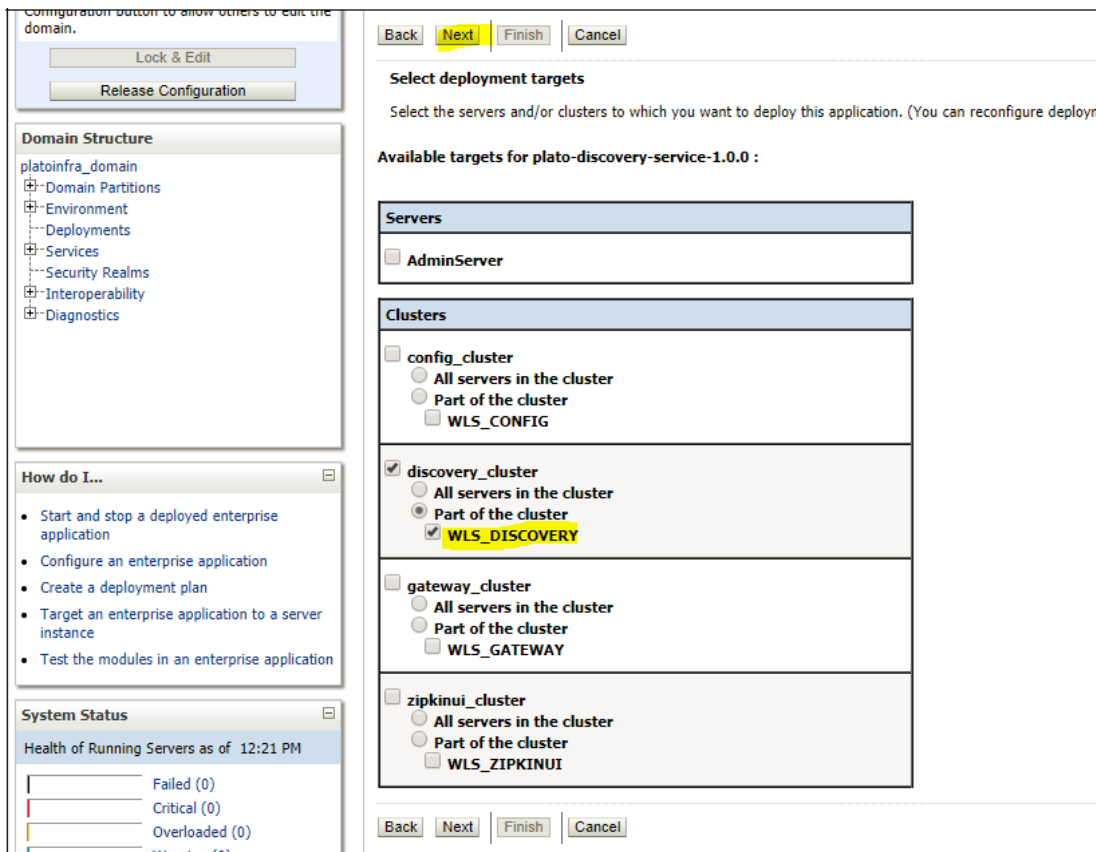 Configuration button to allow others to edit the
domain.
Lock & Edit
Release Configuration
Domain Structure
platoinfra_domain
Domain Partitions
Environment
Deployments
Services
Security Realms
Interoperability
Diagnostics
How do I...
Start and stop a deployed enterprise
application
Configure an enterprise application
Create a deployment plan
Target an enterprise application to a server
instance
Test the modules in an enterprise application
System Status
Health of Running Servers as of 12:21 PM
Failed (0)
Critical (0)
Overloaded (0)
Back Next Finish Cancel
Select deployment targets
Select the servers and/or clusters to which you want to deploy this application. (You can reconfigure deploym
Available targets for plato-discovery-service-1.0.0 :
Servers
AdminServer
Clusters
config_cluster
All servers in the cluster
Part of the cluster
WLS_CONFIG
discovery_cluster
All servers in the cluster
Part of the cluster
WLS_DISCOVERY
gateway_cluster
All servers in the cluster
Part of the cluster
WLS_GATEWAY
zipkinui_cluster
All servers in the cluster
Part of the cluster
WLS_ZIPKINUI
Back Next Finish Cancel